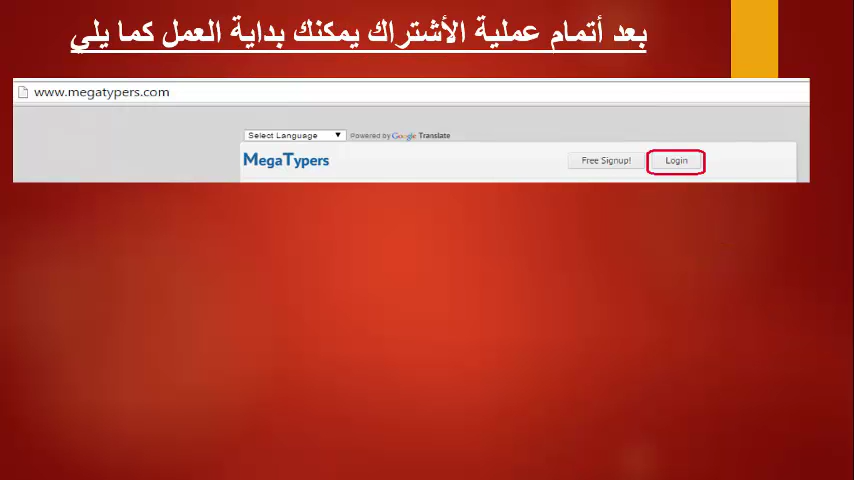 بعد أتمام عملية الأشتراك يمكنك بداية العمل كما يلي
www.megatypers.com
Select Language ▼ Powered by Google Translate
MegaTypers Free Signup! Login